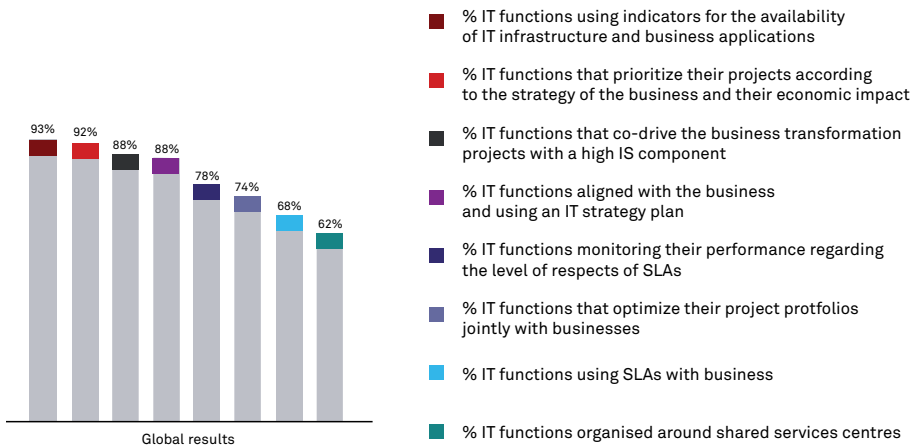 93%
92%
88%
88%
78%
74%
68%
62%
Global results
% IT functions using indicators for the availability
of IT infrastructure and business applications
% IT functions that prioritize their projects according
to the strategy of the business and their economic impact
% IT functions that co-drive the business transformation
projects with a high IS component
% IT functions aligned with the business
and using an IT strategy plan
% IT functions monitoring their performance regarding
the level of respects of SLAs
% IT functions that optimize their project protfolios
jointly with businesses
% IT functions using SLAs with business
% IT functions organised around shared services centres